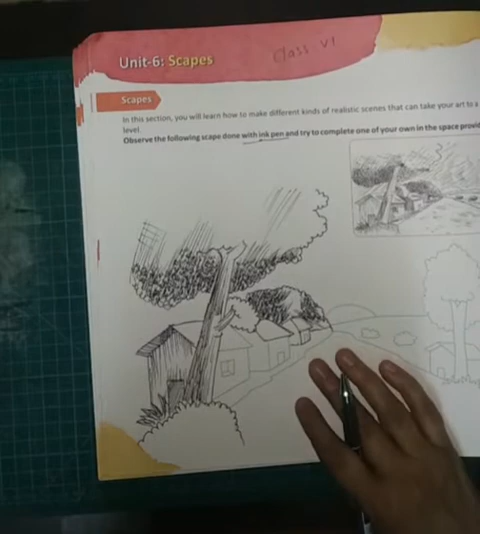 Unit-6: Scapes
Class VI
Scapes
In this section, you will learn how to make different kinds of realistic scenes that can take your art to a
level.
Observe the following scape done with ink pen and try to complete one of your own in the space provid